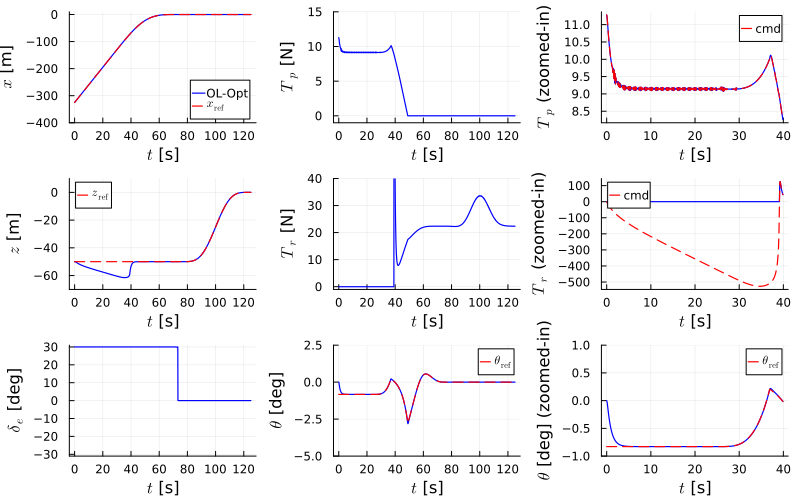 x [m]
0
−100
−200
−300
−400
0 20 40 60 80 100 120
t [s]
OL-Opt
x_ref
T_p [N]
15
10
5
0
0 20 40 60 80 100 120
t [s]
T_p (zoomed-in)
11.0
10.5
10.0
9.5
9.0
8.5
0 10 20 30 40
t [s]
cmd
z [m]
0
−20
−40
−60
0 20 40 60 80 100 120
t [s]
z_ref
T_r [N]
40
30
20
10
0
0 20 40 60 80 100 120
t [s]
T_r (zoomed-in)
100
0
−100
−200
−300
−400
−500
0 10 20 30 40
t [s]
cmd
δ_e [deg]
30
20
10
0
−10
−20
−30
0 20 40 60 80 100 120
t [s]
θ [deg]
2.5
0.0
−2.5
−5.0
0 20 40 60 80 100 120
t [s]
θ_ref
θ [deg] (zoomed-in)
1.0
0.5
0.0
−0.5
−1.0
0 10 20 30 40
t [s]
θ_ref